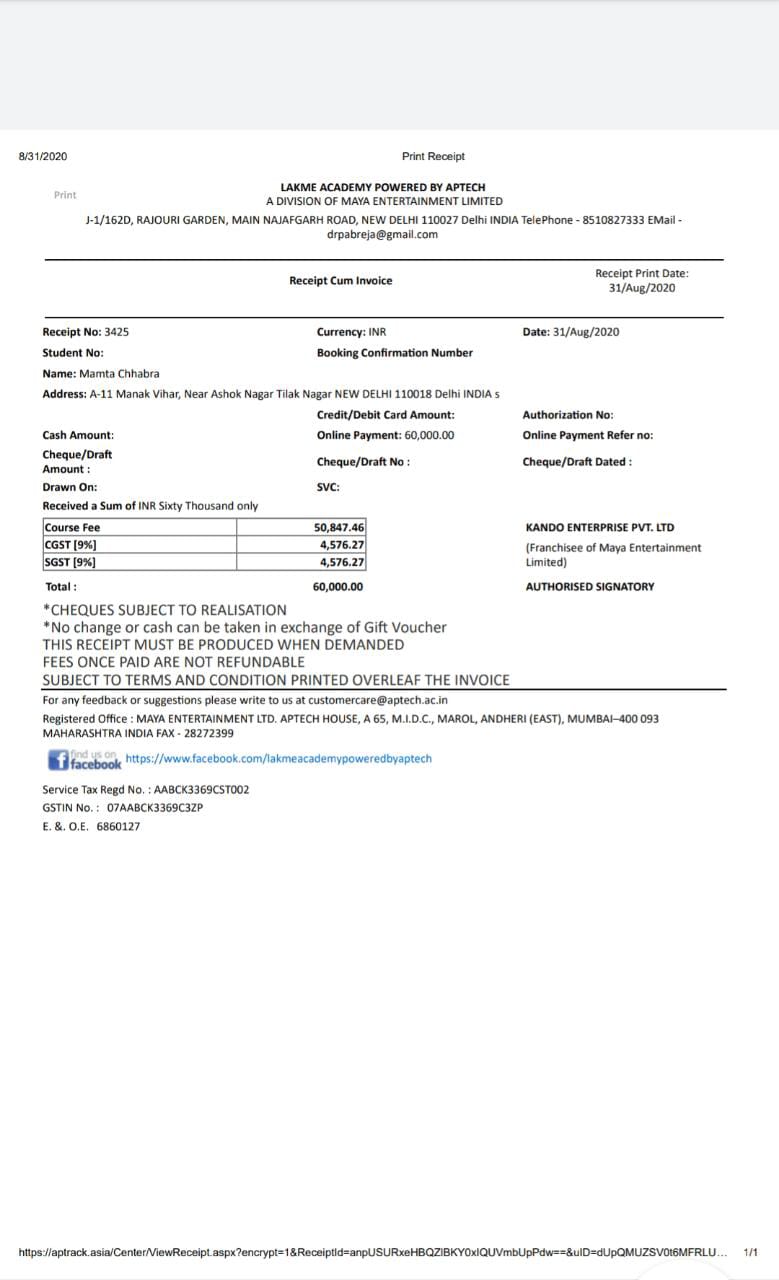 8/31/2020 Print Receipt
Print
LAKME ACADEMY POWERED BY APTECH
A DIVISION OF MAYA ENTERTAINMENT LIMITED
J-1/162D, RAJOURI GARDEN, MAIN NAJAFGARH ROAD, NEW DELHI 110027 Delhi INDIA TelePhone - 8510827333 EMail -
drpabreja@gmail.com
Receipt Cum Invoice
Receipt Print Date:
31/Aug/2020
Receipt No: 3425 Currency: INR Date: 31/Aug/2020
Student No: Booking Confirmation Number
Name: Mamta Chhabra
Address: A-11 Manak Vihar, Near Ashok Nagar Tilak Nagar NEW DELHI 110018 Delhi INDIA s
Credit/Debit Card Amount: Authorization No:
Cash Amount: Online Payment: 60,000.00 Online Payment Refer no:
Cheque/Draft
Amount : Cheque/Draft No : Cheque/Draft Dated :
Drawn On: SVC:
Received a Sum of INR Sixty Thousand only
Course Fee 50,847.46 KANDO ENTERPRISE PVT. LTD
CGST [9%] 4,576.27 (Franchisee of Maya Entertainment
SGST [9%] 4,576.27 Limited)
Total : 60,000.00 AUTHORISED SIGNATORY
*CHEQUES SUBJECT TO REALISATION
*No change or cash can be taken in exchange of Gift Voucher
THIS RECEIPT MUST BE PRODUCED WHEN DEMANDED
FEES ONCE PAID ARE NOT REFUNDABLE
SUBJECT TO TERMS AND CONDITION PRINTED OVERLEAF THE INVOICE
For any feedback or suggestions please write to us at customercare@aptech.ac.in
Registered Office : MAYA ENTERTAINMENT LTD. APTECH HOUSE, A 65, M.I.D.C., MAROL, ANDHERI (EAST), MUMBAI–400 093
MAHARASHTRA INDIA FAX - 28272399
find us on
facebook https://www.facebook.com/lakmeacademypoweredbyaptech
Service Tax Regd No. : AABCK3369CST002
GSTIN No. : 07AABCK3369C3ZP
E. &. O.E. 6860127
https://aptrack.asia/Center/ViewReceipt.aspx?encrypt=1&ReceiptId=anpUSURxeHBQZlBKY0xIQUVmbUpPdw==&uID=dUpQMUZSV0t6MFRLU... 1/1